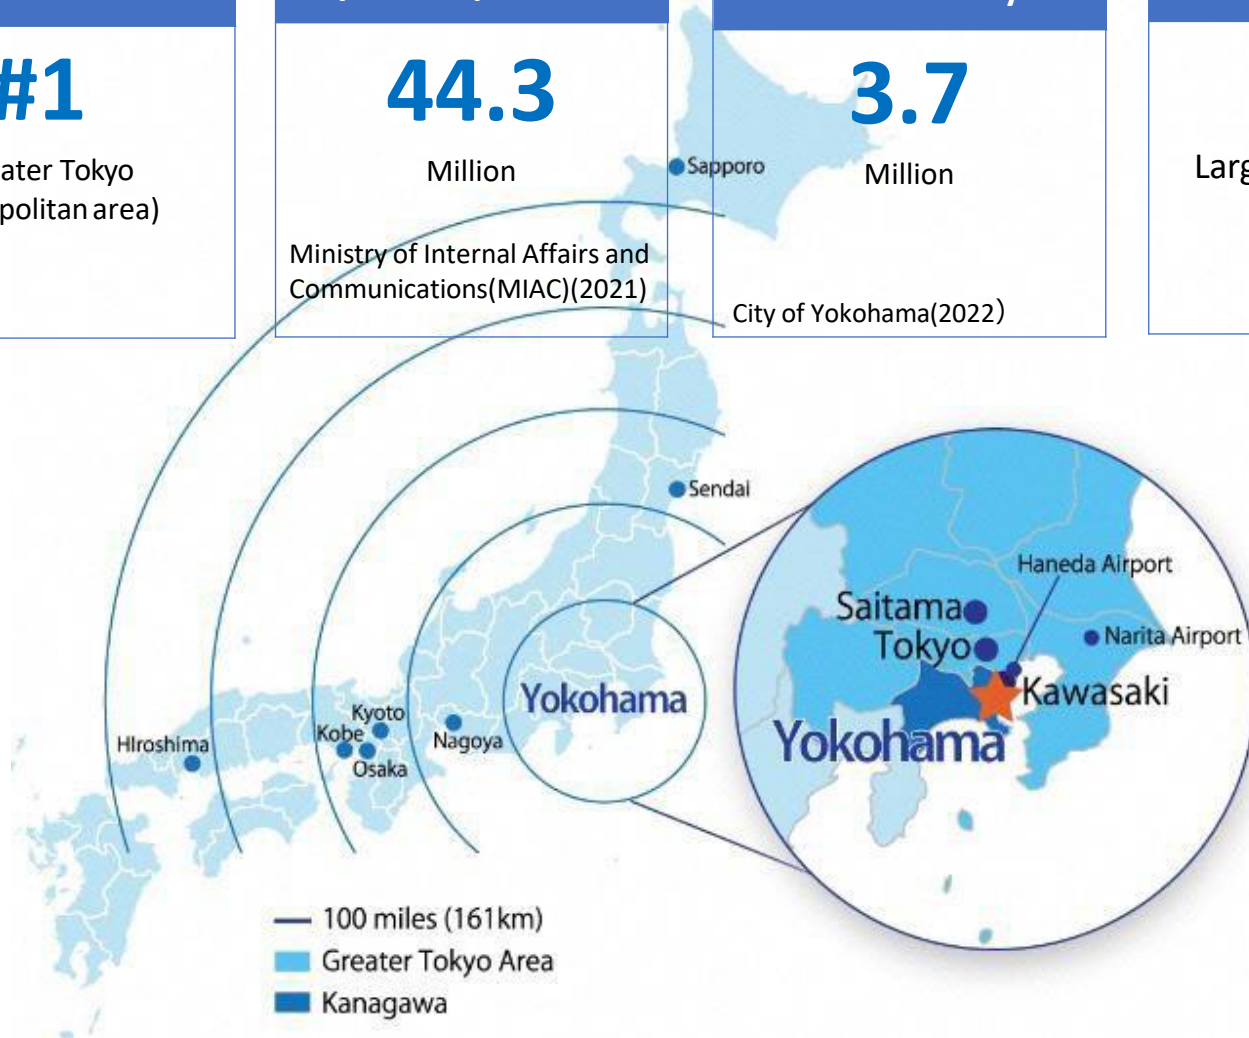 #1
ater Tokyo
politan area)
44.3
Million
Ministry of Internal Affairs and
Communications(MIAC)(2021)
3.7
Million
City of Yokohama(2022）
Larg
Sapporo
Sendai
Haneda Airport
Saitama
Tokyo
Narita Airport
Kawasaki
Yokohama
Yokohama
Kyoto
Kobe
Osaka
Nagoya
HIroshima
100 miles (161km)
Greater Tokyo Area
Kanagawa